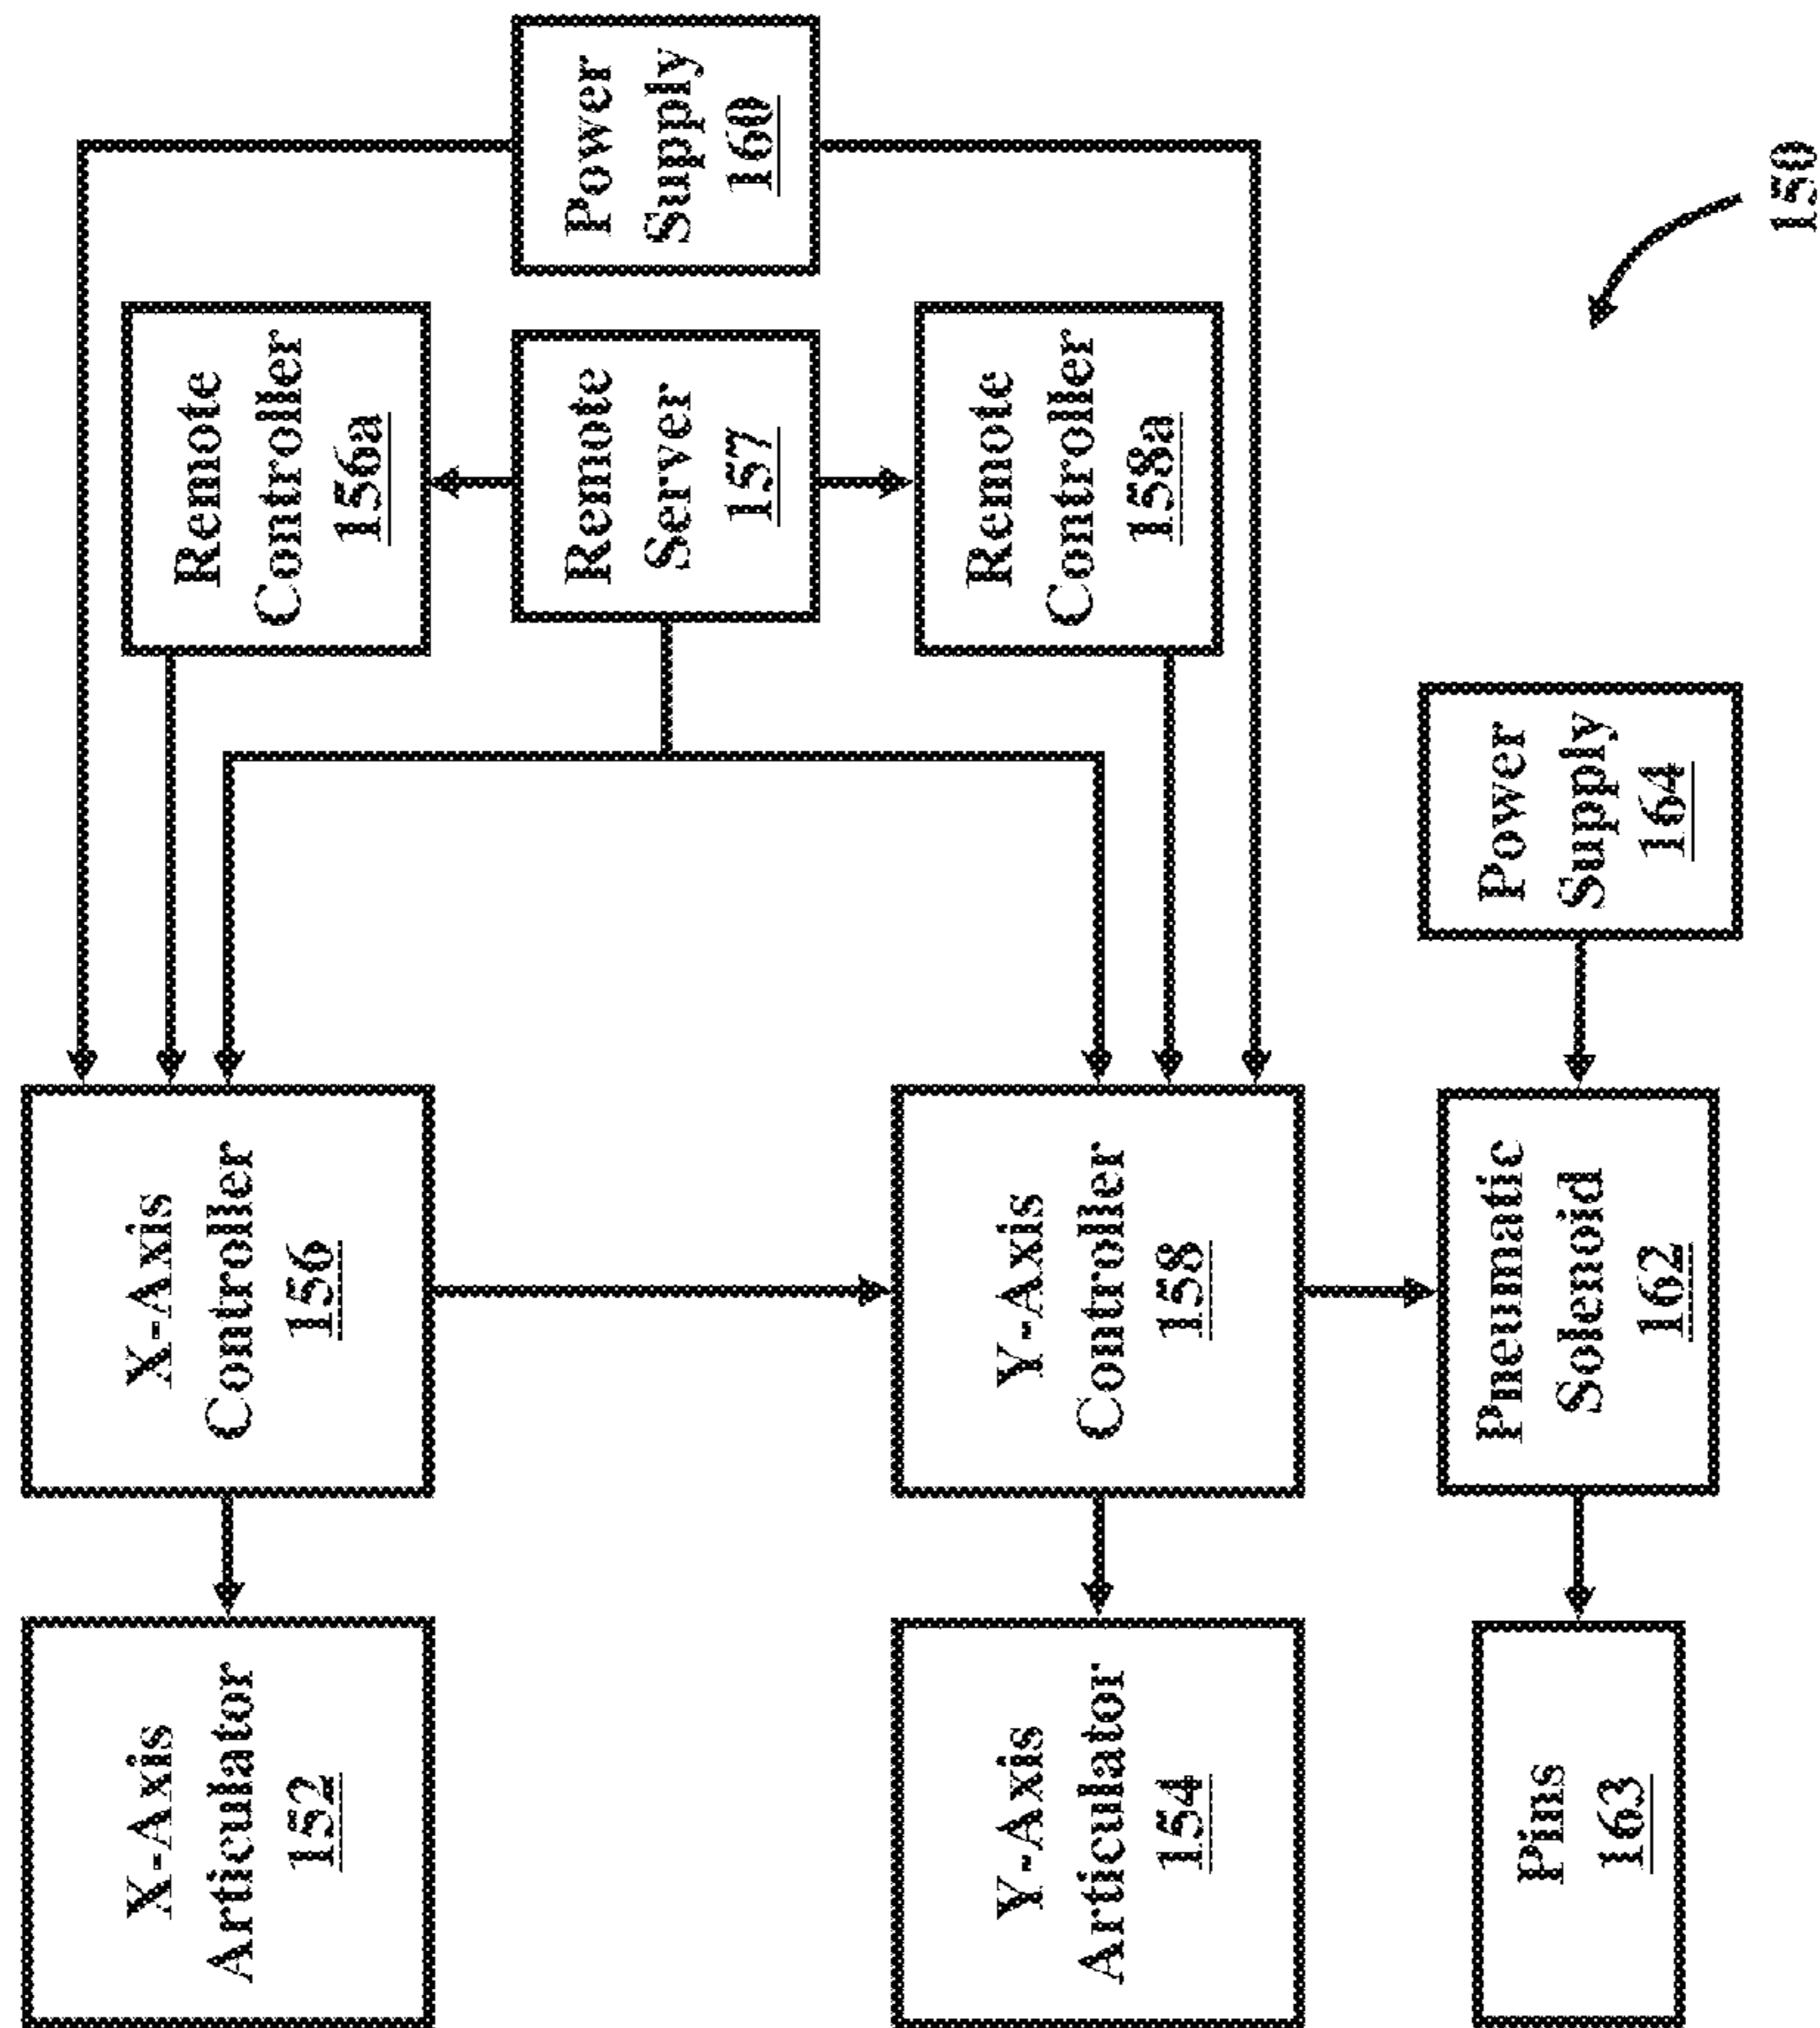 X-Axis
Articulator
152
X-Axis
Controller
156
Remote
Controller
156a
Remote
Server
157
Power
Supply
160
Y-Axis
Articulator
154
Y-Axis
Controller
158
Remote
Controller
158a
Pins
163
Pneumatic
Solenoid
162
Power
Supply
164
150